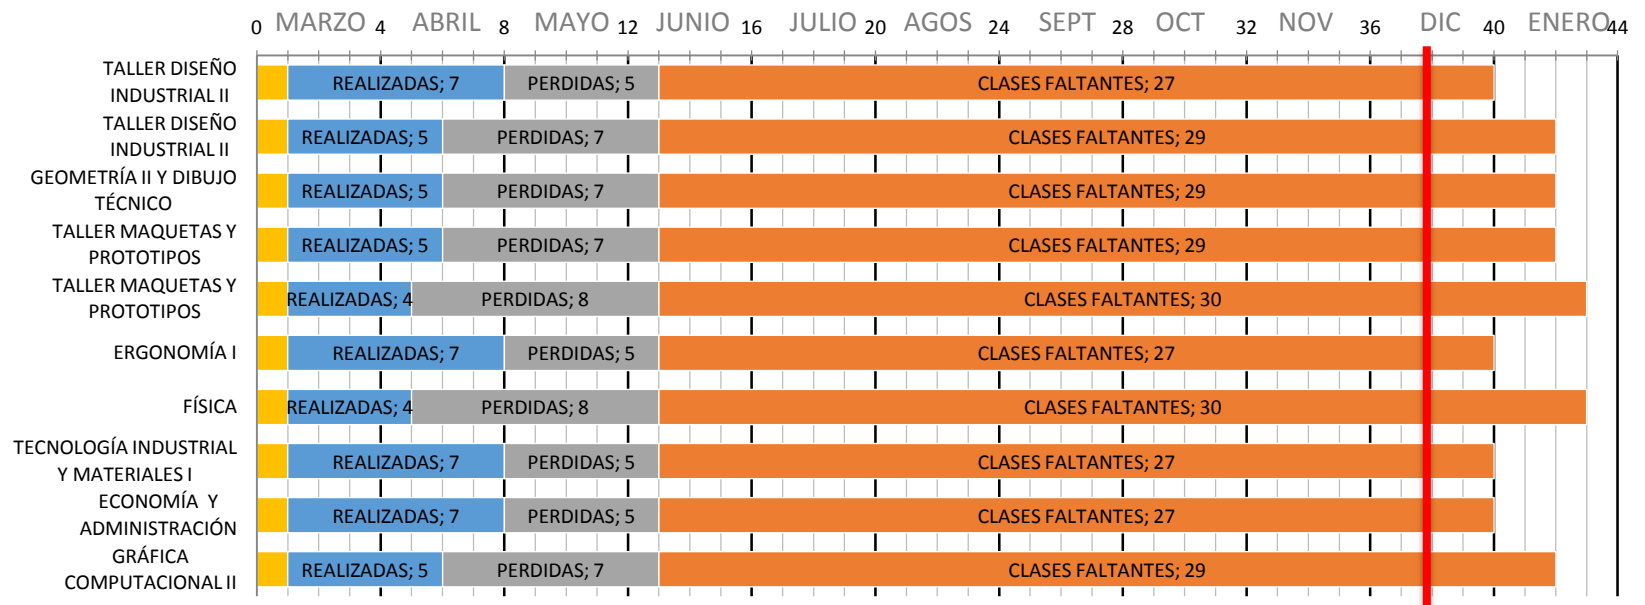 0 MARZO 4 ABRIL 8 MAYO 12 JUNIO 16 JULIO 20 AGOS 24 SEPT 28 OCT 32 NOV 36 DIC 40 ENERO 44
TALLER DISEÑO
INDUSTRIAL II
REALIZADAS; 7 PERDIDAS; 5 CLASES FALTANTES; 27
TALLER DISEÑO
INDUSTRIAL II
REALIZADAS; 5 PERDIDAS; 7 CLASES FALTANTES; 29
GEOMETRÍA II Y DIBUJO
TÉCNICO
REALIZADAS; 5 PERDIDAS; 7 CLASES FALTANTES; 29
TALLER MAQUETAS Y
PROTOTIPOS
REALIZADAS; 5 PERDIDAS; 7 CLASES FALTANTES; 29
TALLER MAQUETAS Y
PROTOTIPOS
REALIZADAS; 4 PERDIDAS; 8 CLASES FALTANTES; 30
ERGONOMÍA I
REALIZADAS; 7 PERDIDAS; 5 CLASES FALTANTES; 27
FÍSICA
REALIZADAS; 4 PERDIDAS; 8 CLASES FALTANTES; 30
TECNOLOGÍA INDUSTRIAL
Y MATERIALES I
REALIZADAS; 7 PERDIDAS; 5 CLASES FALTANTES; 27
ECONOMÍA Y
ADMINISTRACIÓN
REALIZADAS; 7 PERDIDAS; 5 CLASES FALTANTES; 27
GRÁFICA
COMPUTACIONAL II
REALIZADAS; 5 PERDIDAS; 7 CLASES FALTANTES; 29